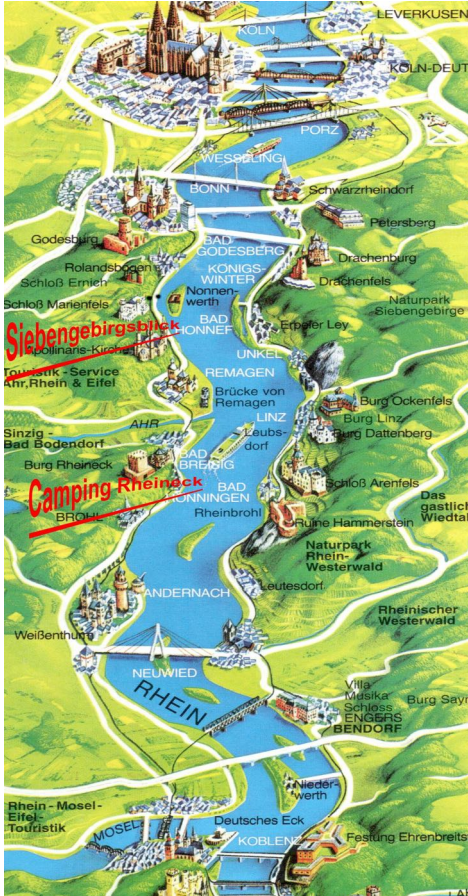 LEVERKUSEN
KÖLN
KÖLN-DEUT
PORZ
WESSELING
BONN
Schwarzrheindorf
Petersberg
Godesburg
BAD
GODESBERG
Drachenburg
Rolandsbogen
KÖNIGS-
WINTER
Drachenfels
Schloß Ernich
Nonnen-
werth
Naturpark
Siebengebirge
Schloß Marienfels
BAD
HONNEF
Erpeler Ley
Siebengebirgsblick
Apollinaris-Kirche
UNKEL
Touristik - Service
Ahr, Rhein & Eifel
REMAGEN
Brücke von
Remagen
Burg Ockenfels
LINZ
Burg Linz
AHR
Leubs-
dorf
Burg Dattenberg
Sinzig -
Bad Bodendorf
BAD
BREISIG
Burg Rheineck
Schloß Arenfels
Camping Rheineck
BAD
HÖNNINGEN
Das
gastlich
Wiedtal
BROHL
Rheinbrohl
Ruine Hammerstein
Naturpark
Rhein-
Westerwald
Leutesdorf
ANDERNACH
Rheinischer
Westerwald
Weißenthurm
NEUWIED
RHEIN
Villa
Musika
Schloss
ENGERS
BENDORF
Burg Sayn
Nieder-
werth
Rhein - Mosel -
Eifel -
Touristik
MOSEL
Deutsches Eck
KOBLENZ
Festung Ehrenbreits